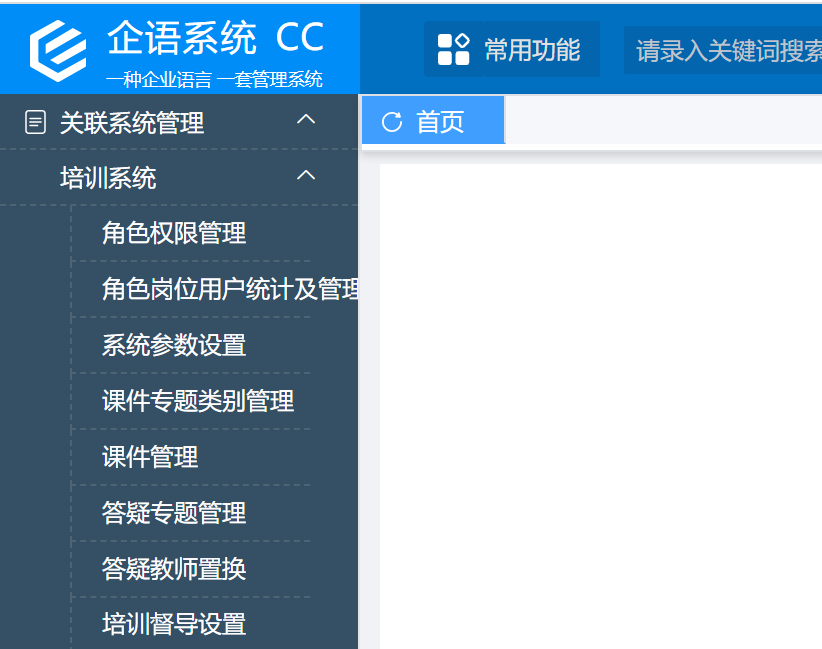 企语系统 CC
一种企业语言 一套管理系统
常用功能
请录入关键词搜索
关联系统管理
首页
培训系统
角色权限管理
角色岗位用户统计及管理
系统参数设置
课件专题类别管理
课件管理
答疑专题管理
答疑教师置换
培训督导设置